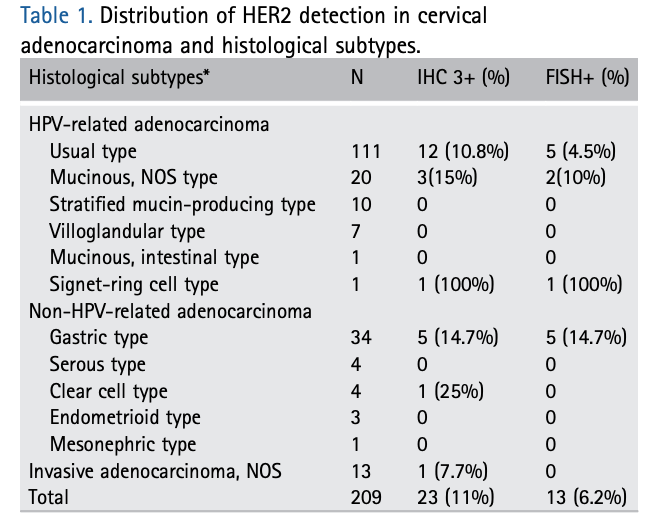 Table 1. Distribution of HER2 detection in cervical
adenocarcinoma and histological subtypes.
Histological subtypes* N IHC 3+ (%) FISH+ (%)
HPV-related adenocarcinoma
Usual type 111 12 (10.8%) 5 (4.5%)
Mucinous, NOS type 20 3(15%) 2(10%)
Stratified mucin-producing type 10 0 0
Villoglandular type 7 0 0
Mucinous, intestinal type 1 0 0
Signet-ring cell type 1 1 (100%) 1 (100%)
Non-HPV-related adenocarcinoma
Gastric type 34 5 (14.7%) 5 (14.7%)
Serous type 4 0 0
Clear cell type 4 1 (25%) 0
Endometrioid type 3 0 0
Mesonephric type 1 0 0
Invasive adenocarcinoma, NOS 13 1 (7.7%) 0
Total 209 23 (11%) 13 (6.2%)